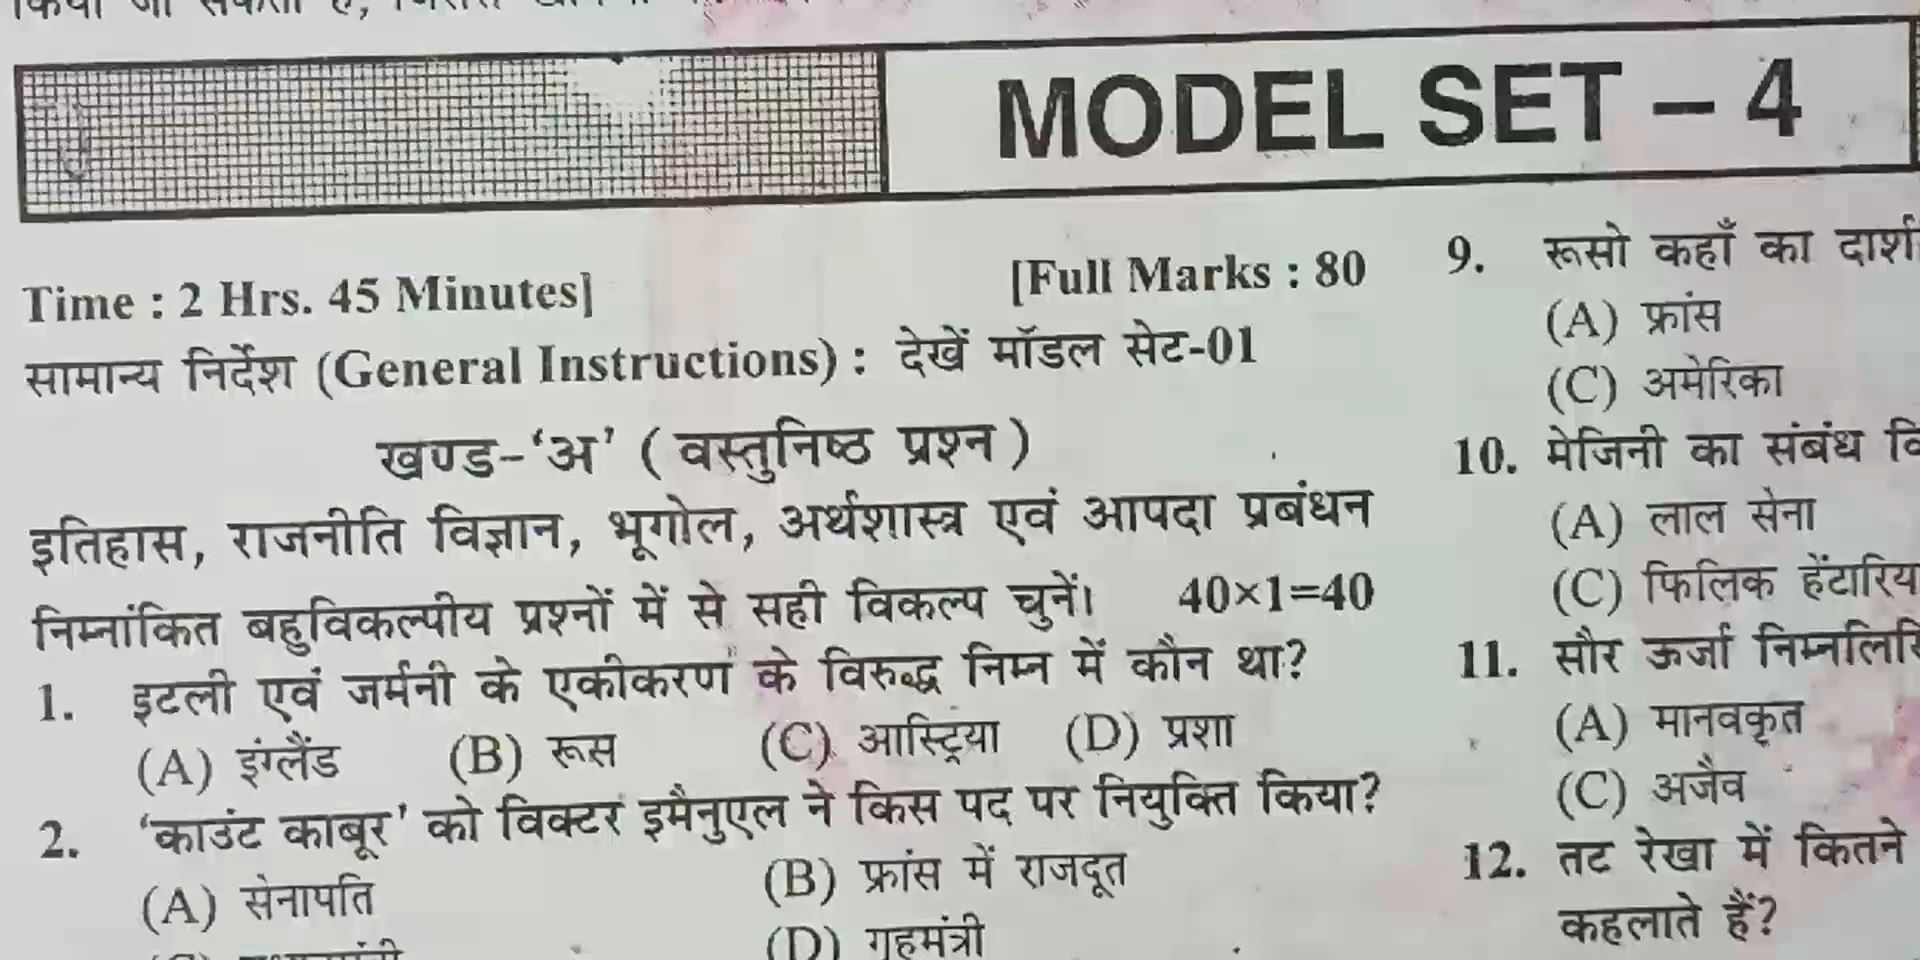 MODEL SET – 4
Time : 2 Hrs. 45 Minutes]
[Full Marks : 80
सामान्य निर्देश (General Instructions) : देखें मॉडल सेट-01
खण्ड-‘अ’ ( वस्तुनिष्ठ प्रश्न )
इतिहास, राजनीति विज्ञान, भूगोल, अर्थशास्त्र एवं आपदा प्रबंधन
निम्नांकित बहुविकल्पीय प्रश्नों में से सही विकल्प चुनें। 40×1=40
1. इटली एवं जर्मनी के एकीकरण के विरुद्ध निम्न में कौन था?
(A) इंग्लैंड (B) रूस (C) आस्ट्रिया (D) प्रशा
2. ‘काउंट काबूर’ को विक्टर इमैनुएल ने किस पद पर नियुक्ति किया?
(A) सेनापति (B) फ्रांस में राजदूत
(D) गृहमंत्री
9. रूसो कहाँ का
(A) फ्रांस
(C) अमेरिका
10. मेजिनी का संबंध
(A) लाल सेना
(C) फिलिक
11. सौर ऊर्जा
(A) मानवकृत
(C) अजैव
12. तट रेखा में कितने
कहलाते हैं?